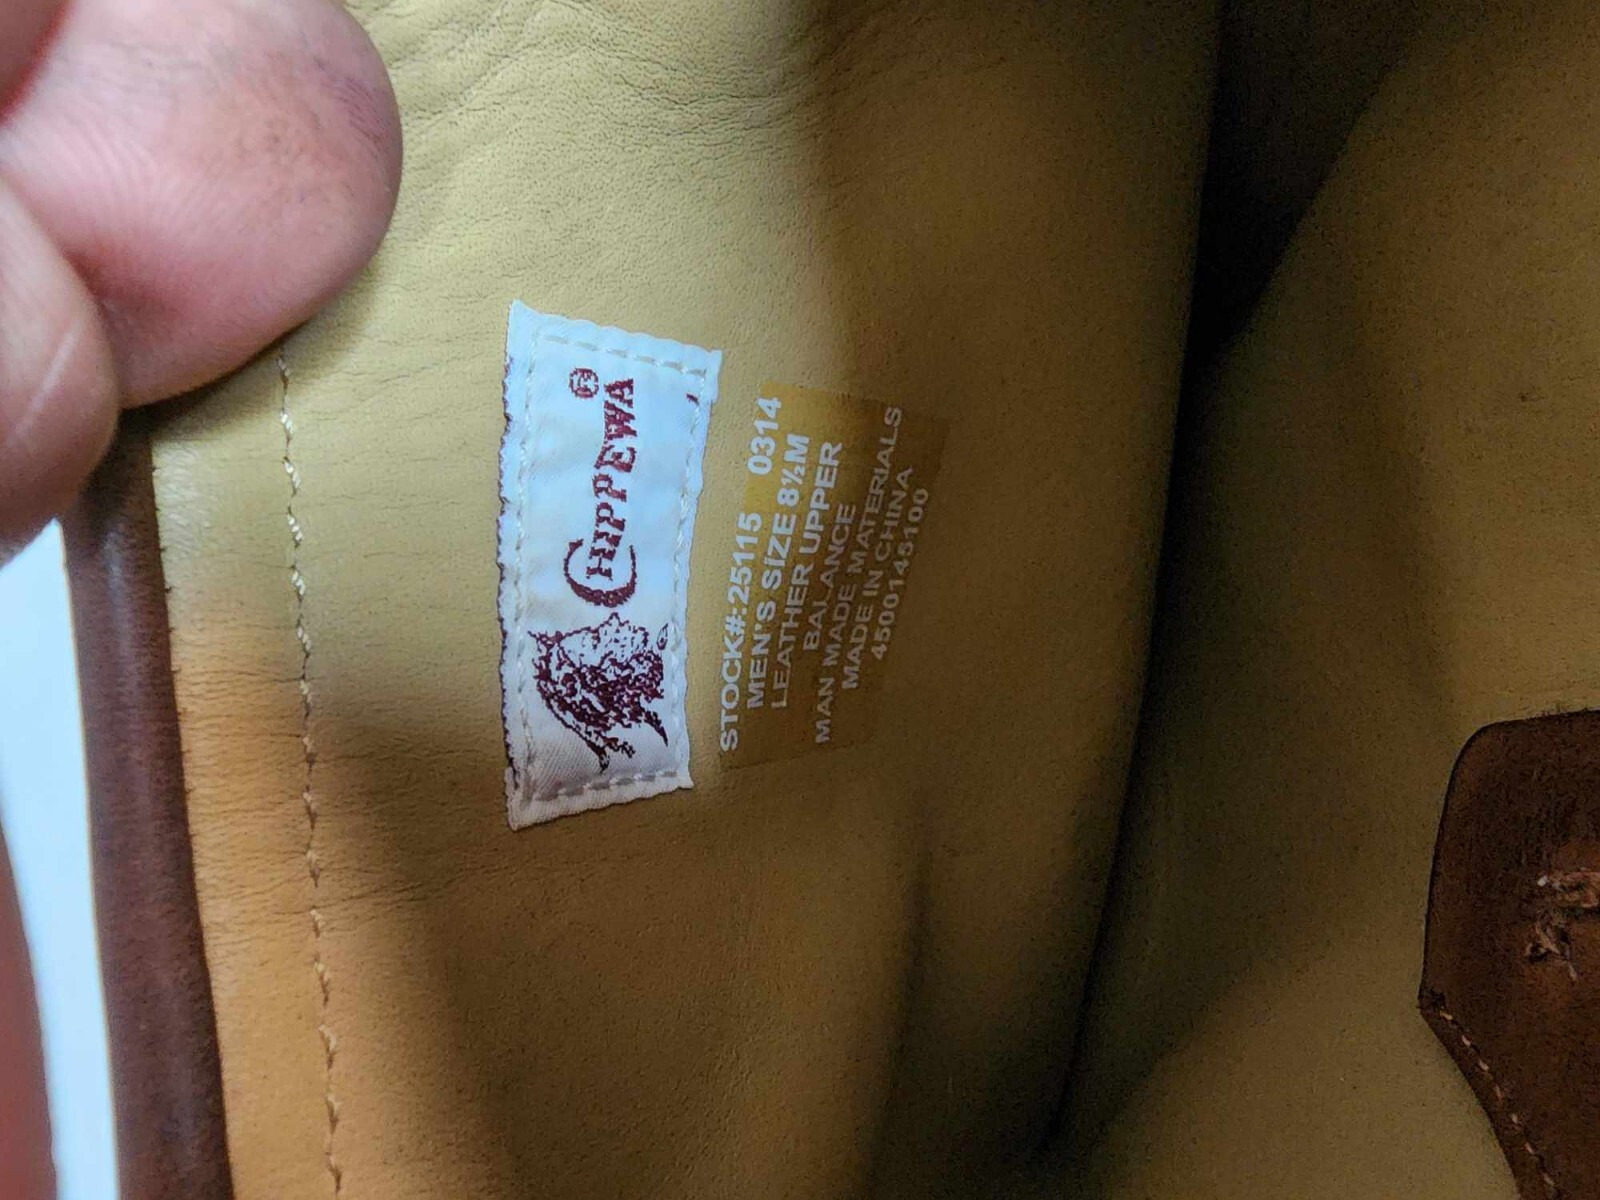 CHIPPEWA®
STOCK#:25115 0314
MEN'S SIZE 8½M
LEATHER UPPER
BALANCE
MAN MADE MATERIALS
MADE IN CHINA
4500145100